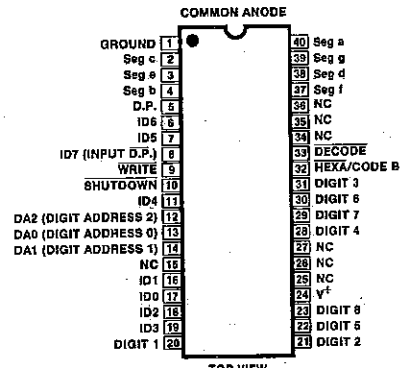 COMMON ANODE
GROUND 1
Seg c 2
Seg e 3
Seg b 4
D.P. 5
ID6 6
ID5 7
ID7 (INPUT D.P.) 8
WRITE 9
SHUTDOWN 10
ID4 11
DA2 (DIGIT ADDRESS 2) 12
DA0 (DIGIT ADDRESS 0) 13
DA1 (DIGIT ADDRESS 1) 14
NC 15
ID1 16
ID0 17
ID2 18
ID3 19
DIGIT 1 20
40 Seg a
39 Seg g
38 Seg d
37 Seg f
36 NC
35 NC
34 NC
33 DECODE
32 HEXA/CODE B
31 DIGIT 3
30 DIGIT 6
29 DIGIT 7
28 DIGIT 4
27 NC
26 NC
25 NC
24 V+
23 DIGIT 8
22 DIGIT 5
21 DIGIT 2
TOP VIEW